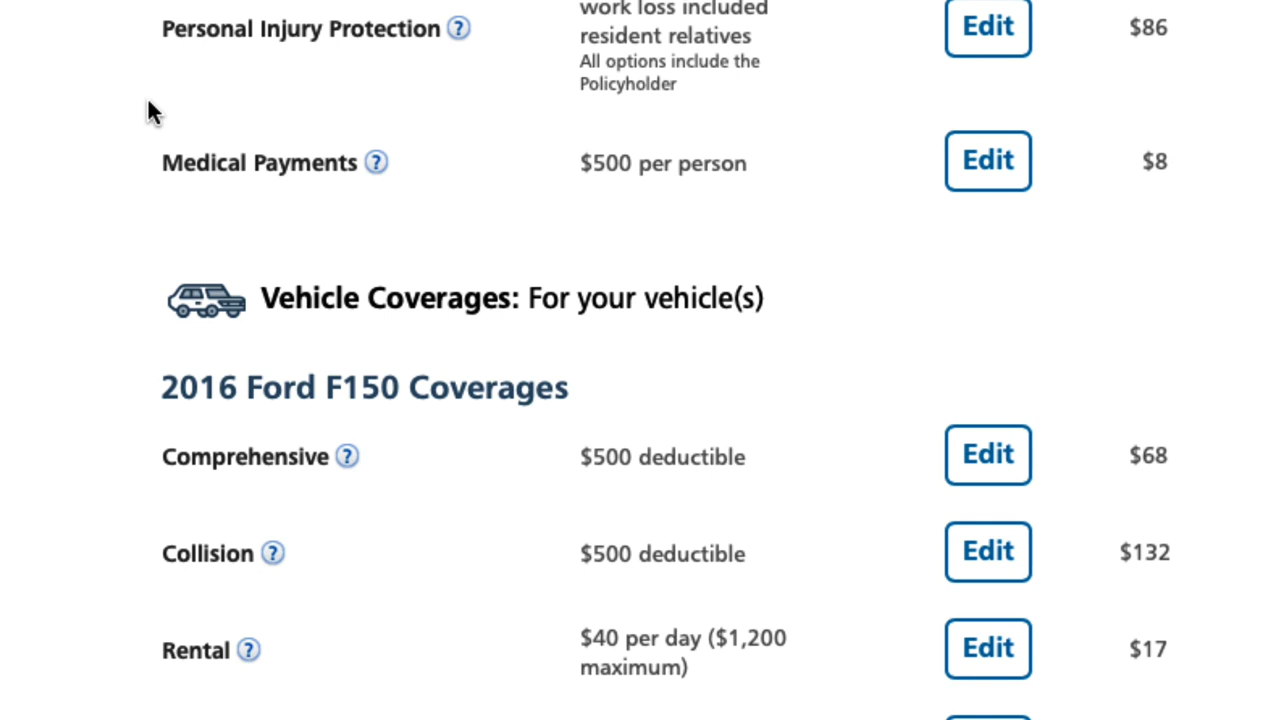 work loss included
Personal Injury Protection ? resident relatives Edit $86
All options include the
Policyholder
Medical Payments ? $500 per person Edit $8
Vehicle Coverages: For your vehicle(s)
2016 Ford F150 Coverages
Comprehensive ? $500 deductible Edit $68
Collision ? $500 deductible Edit $132
Rental ? $40 per day ($1,200 Edit $17
maximum)